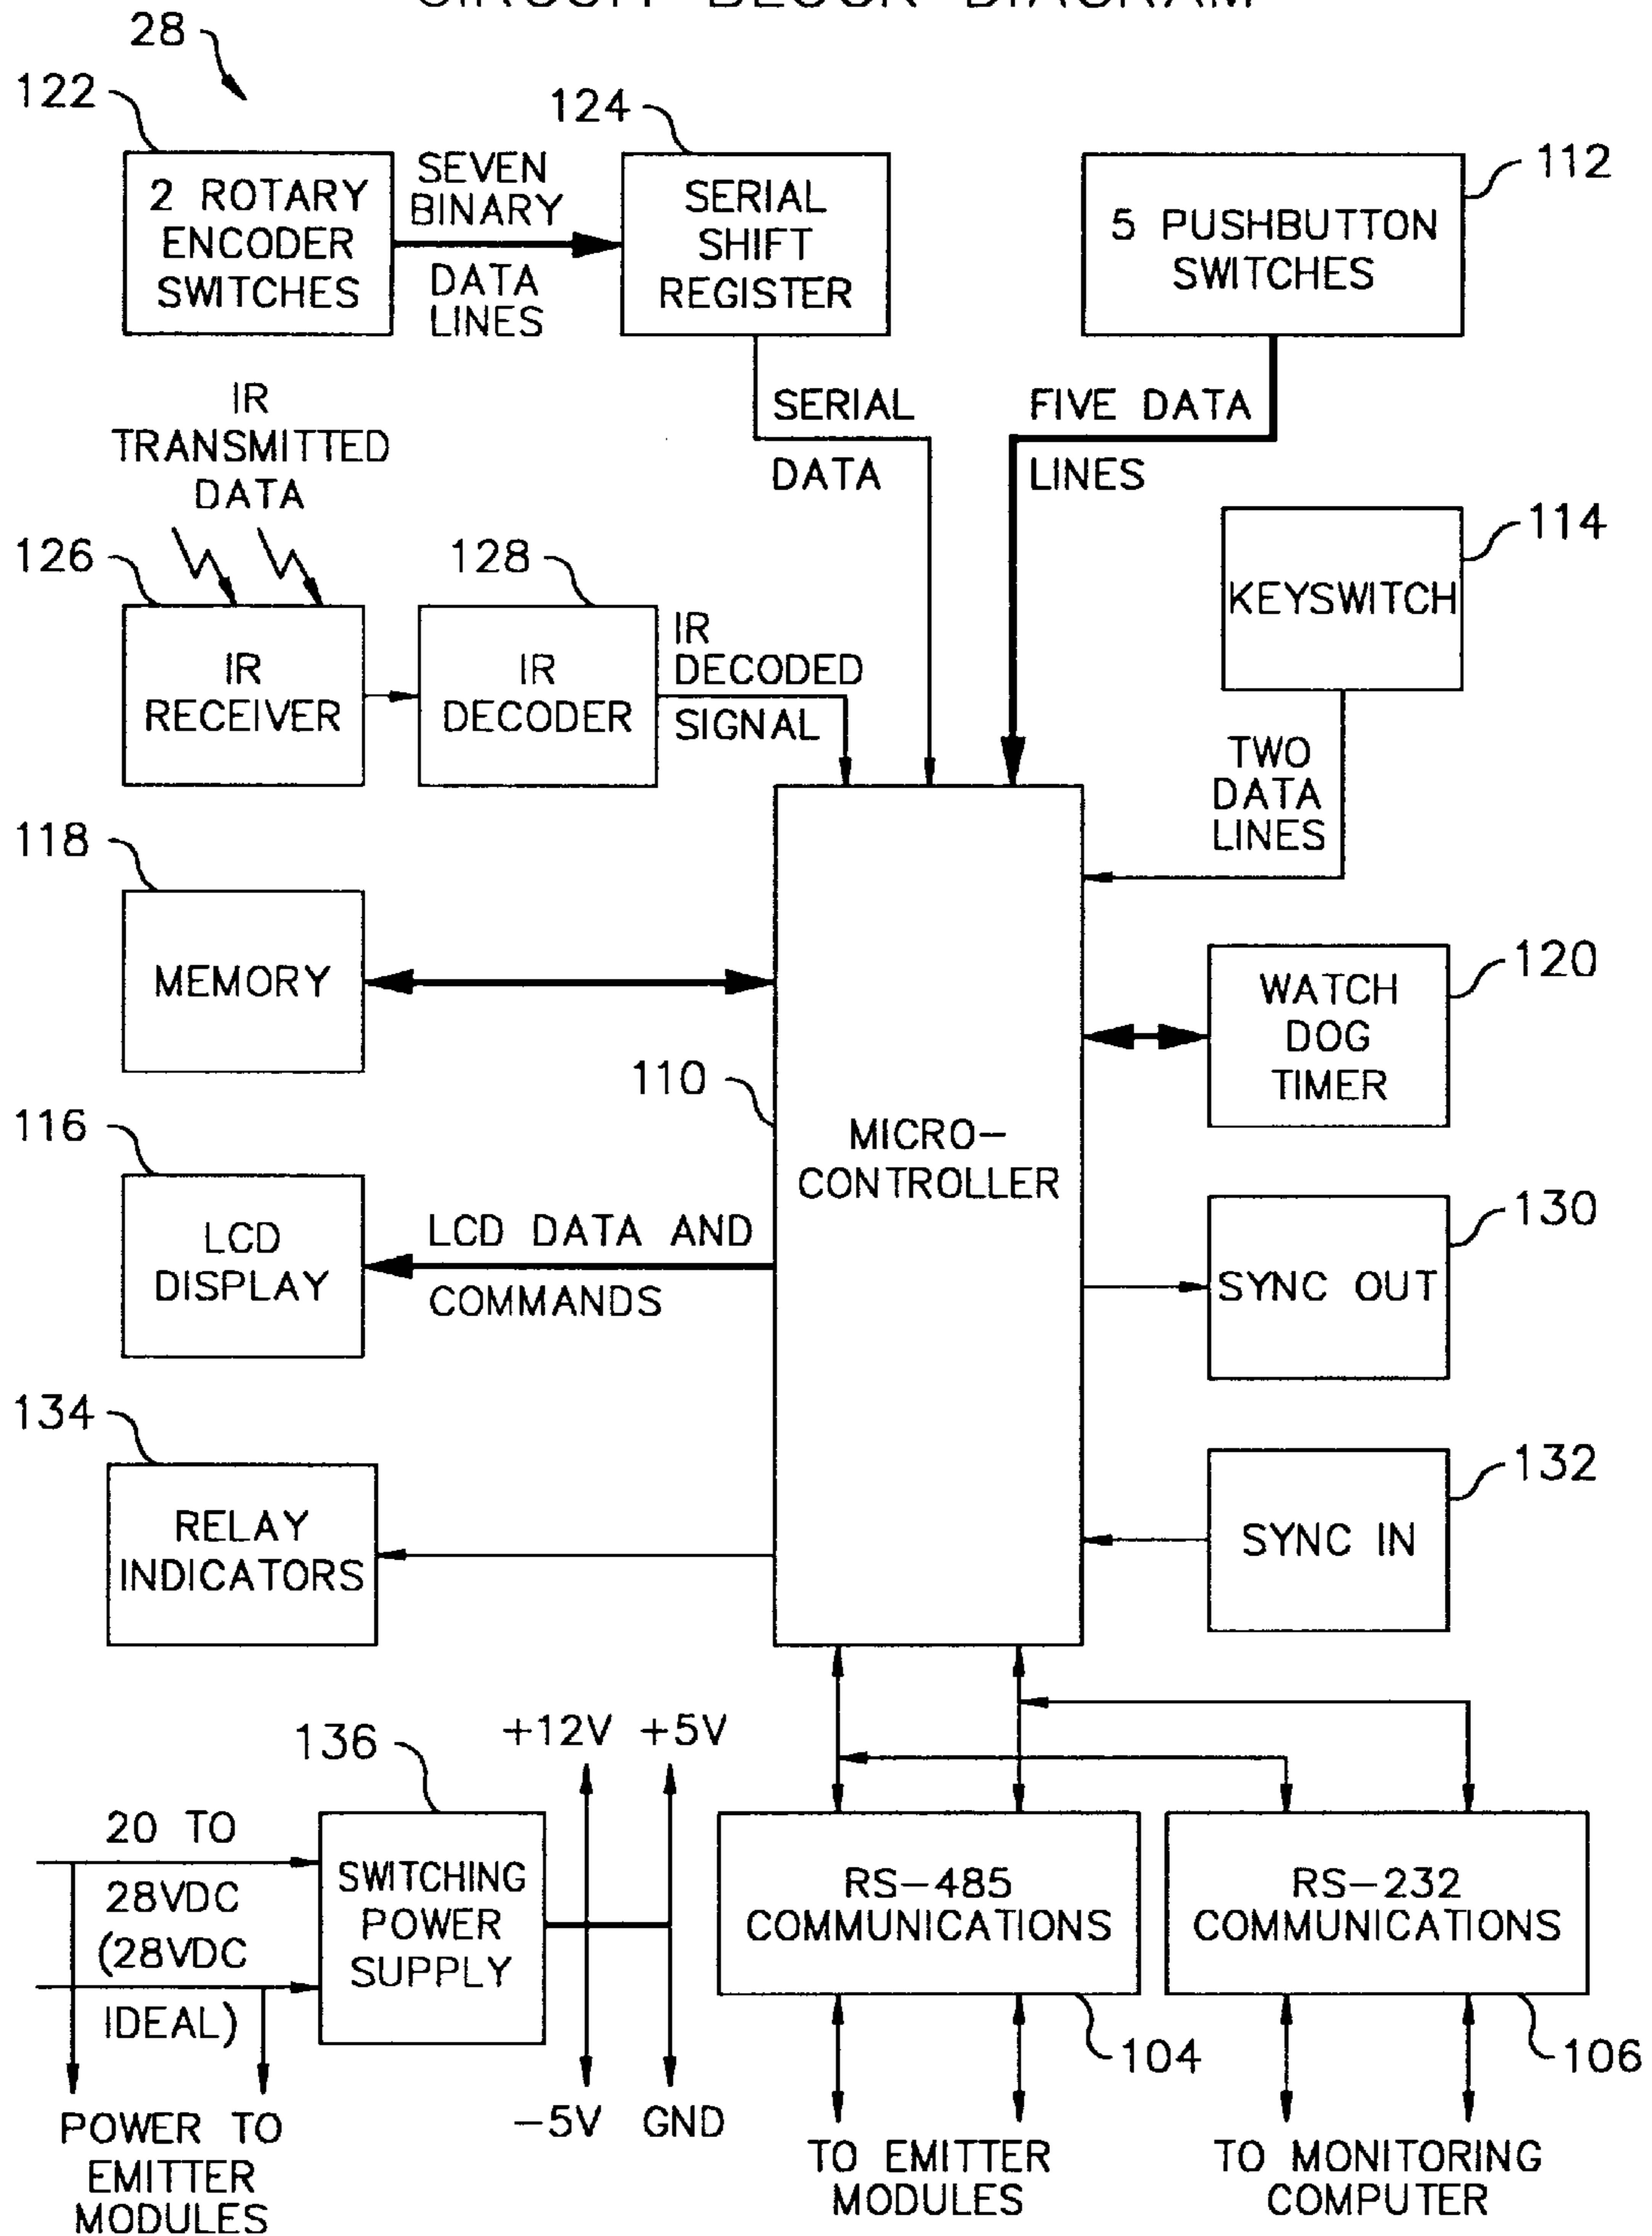 CIRCUIT BLOCK DIAGRAM
28
122
2 ROTARY
ENCODER
SWITCHES
SEVEN
BINARY
DATA
LINES
124
SERIAL
SHIFT
REGISTER
112
5 PUSHBUTTON
SWITCHES
SERIAL
DATA
FIVE DATA
LINES
IR
TRANSMITTED
DATA
126
IR
RECEIVER
128
IR
DECODER
IR
DECODED
SIGNAL
114
KEYSWITCH
TWO
DATA
LINES
118
MEMORY
110
MICRO-
CONTROLLER
120
WATCH
DOG
TIMER
116
LCD
DISPLAY
LCD DATA AND
COMMANDS
130
SYNC OUT
134
RELAY
INDICATORS
132
SYNC IN
136
SWITCHING
POWER
SUPPLY
20 TO
28VDC
(28VDC
IDEAL)
POWER TO
EMITTER
MODULES
+12V +5V
-5V GND
RS-485
COMMUNICATIONS
104
TO EMITTER
MODULES
RS-232
COMMUNICATIONS
106
TO MONITORING
COMPUTER